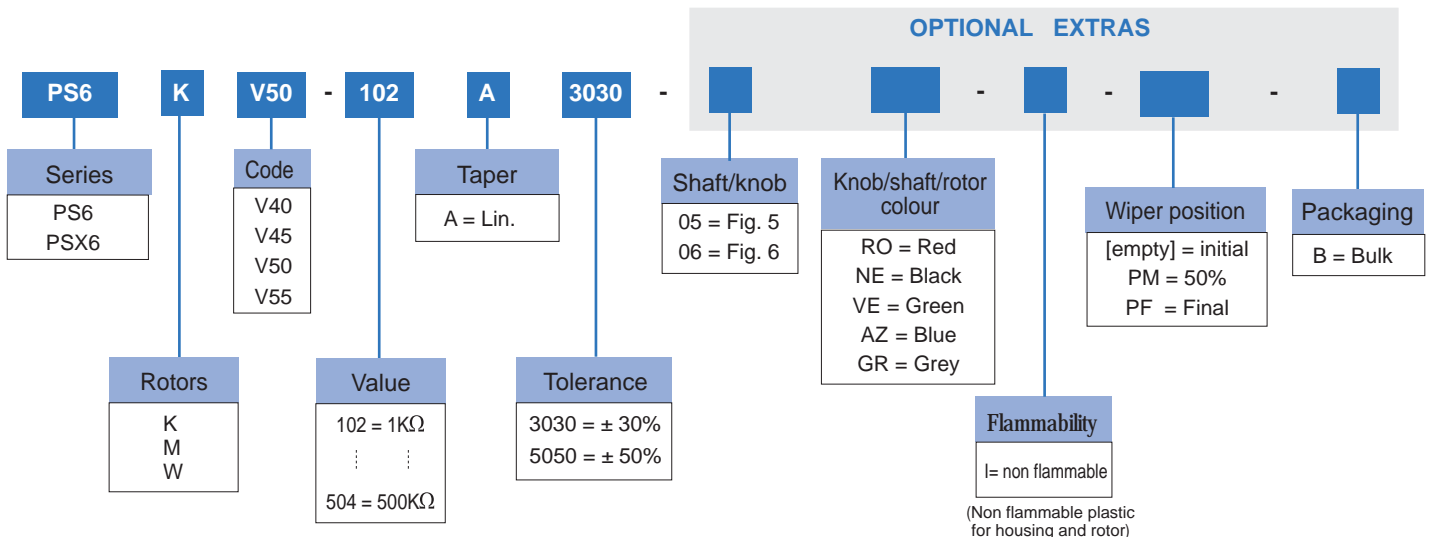 OPTIONAL EXTRAS
PS6 K V50 - 102 A 3030 - - - -
Series
PS6
PSX6
Code
V40
V45
V50
V55
Taper
A = Lin.
Shaft/knob
05 = Fig. 5
06 = Fig. 6
Knob/shaft/rotor
colour
RO = Red
NE = Black
VE = Green
AZ = Blue
GR = Grey
Wiper position
[empty] = initial
PM = 50%
PF = Final
Packaging
B = Bulk
Rotors
K
M
W
Value
102 = 1KΩ
504 = 500KΩ
Tolerance
3030 = ± 30%
5050 = ± 50%
Flammability
I= non flammable
(Non flammable plastic
for housing and rotor)